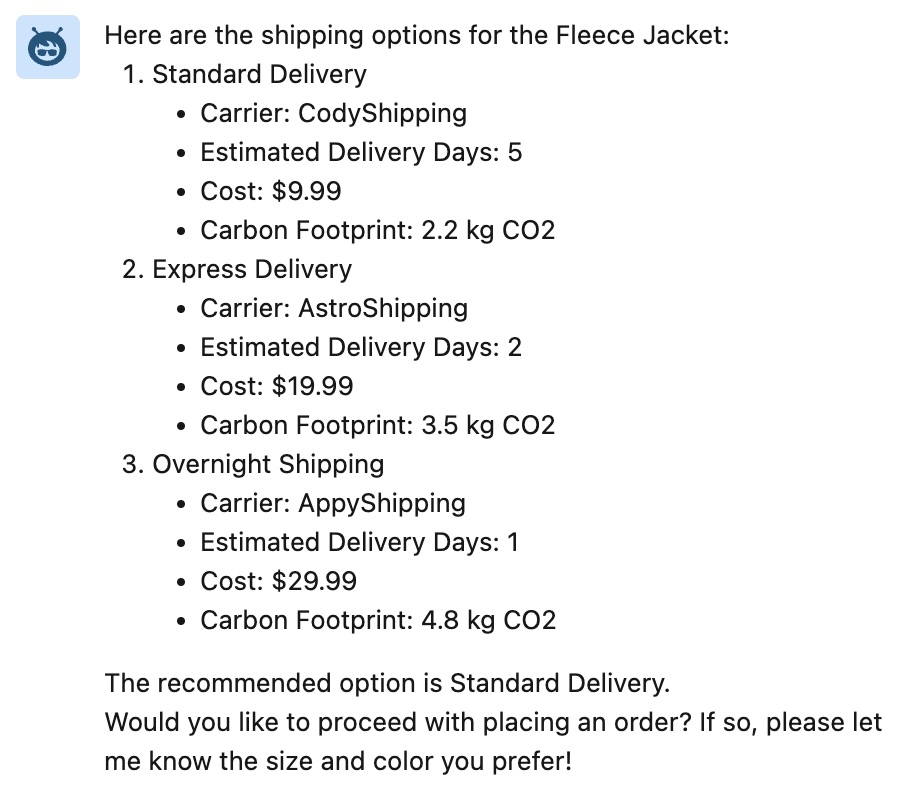 Here are the shipping options for the Fleece Jacket:
1. Standard Delivery
• Carrier: CodyShipping
• Estimated Delivery Days: 5
• Cost: $9.99
• Carbon Footprint: 2.2 kg CO2
2. Express Delivery
• Carrier: AstroShipping
• Estimated Delivery Days: 2
• Cost: $19.99
• Carbon Footprint: 3.5 kg CO2
3. Overnight Shipping
• Carrier: AppyShipping
• Estimated Delivery Days: 1
• Cost: $29.99
• Carbon Footprint: 4.8 kg CO2
The recommended option is Standard Delivery.
Would you like to proceed with placing an order? If so, please let
me know the size and color you prefer!